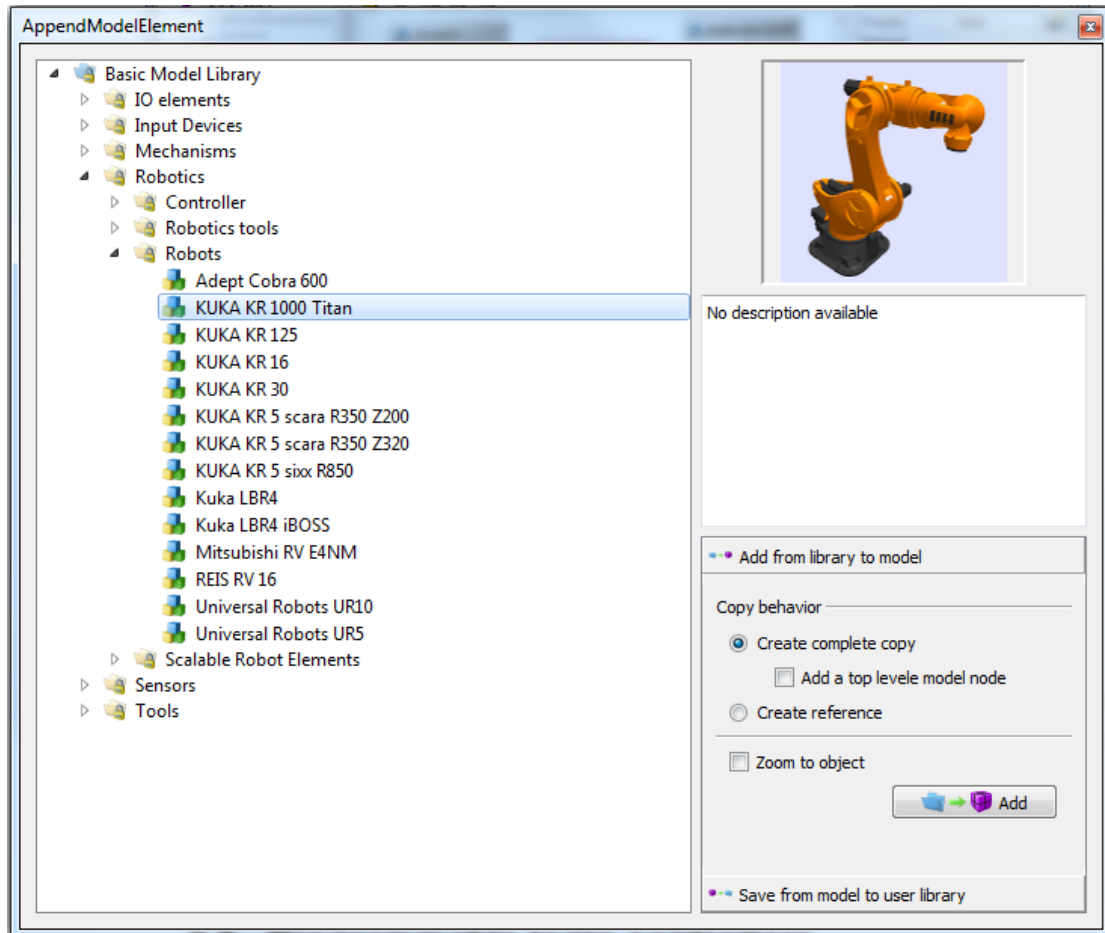 AppendModelElement
Basic Model Library
IO elements
Input Devices
Mechanisms
Robotics
Controller
Robotics tools
Robots
Adept Cobra 600
KUKA KR 1000 Titan
KUKA KR 125
KUKA KR 16
KUKA KR 30
KUKA KR 5 scara R350 Z200
KUKA KR 5 scara R350 Z320
KUKA KR 5 sixx R850
Kuka LBR4
Kuka LBR4 iBOSS
Mitsubishi RV E4NM
REIS RV 16
Universal Robots UR10
Universal Robots UR5
Scalable Robot Elements
Sensors
Tools
KUKA
No description available
Add from library to model
Copy behavior
Create complete copy
Add a top levele model node
Create reference
Zoom to object
Add
Save from model to user library